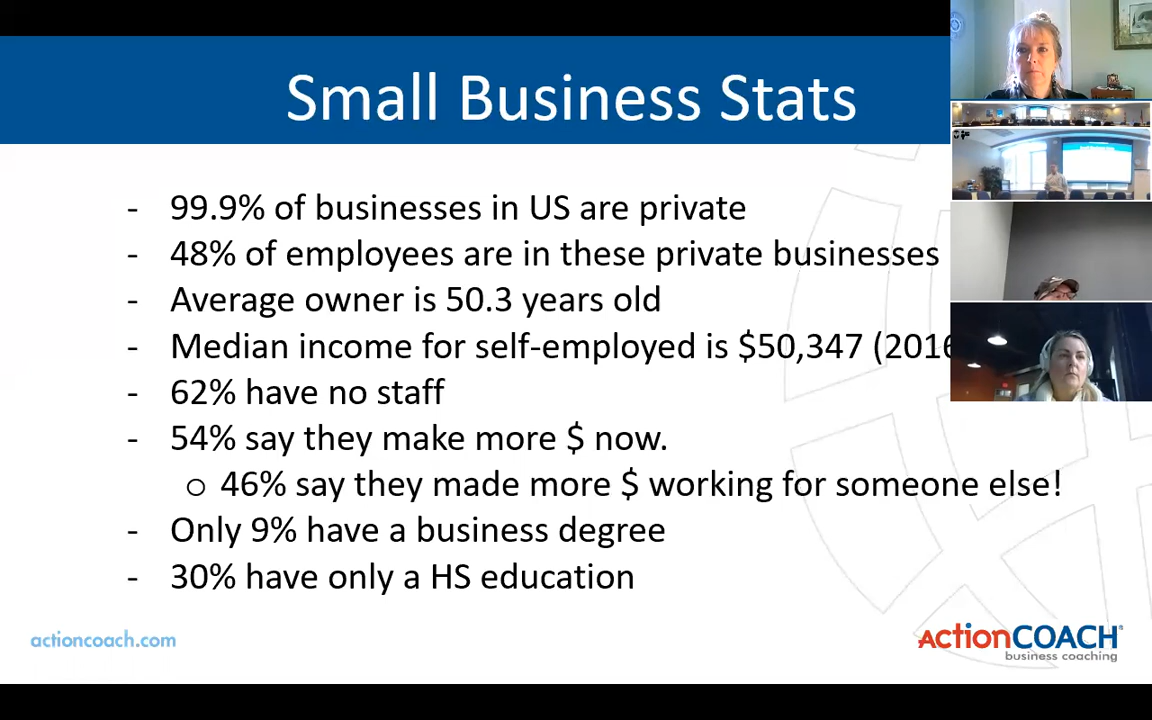 Small Business Stats
- 99.9% of businesses in US are private
- 48% of employees are in these private businesses
- Average owner is 50.3 years old
- Median income for self-employed is $50,347 (2016
- 62% have no staff
- 54% say they make more $ now.
o 46% say they made more $ working for someone else!
- Only 9% have a business degree
- 30% have only a HS education
actioncoach.com
ActionCOACH
business coaching